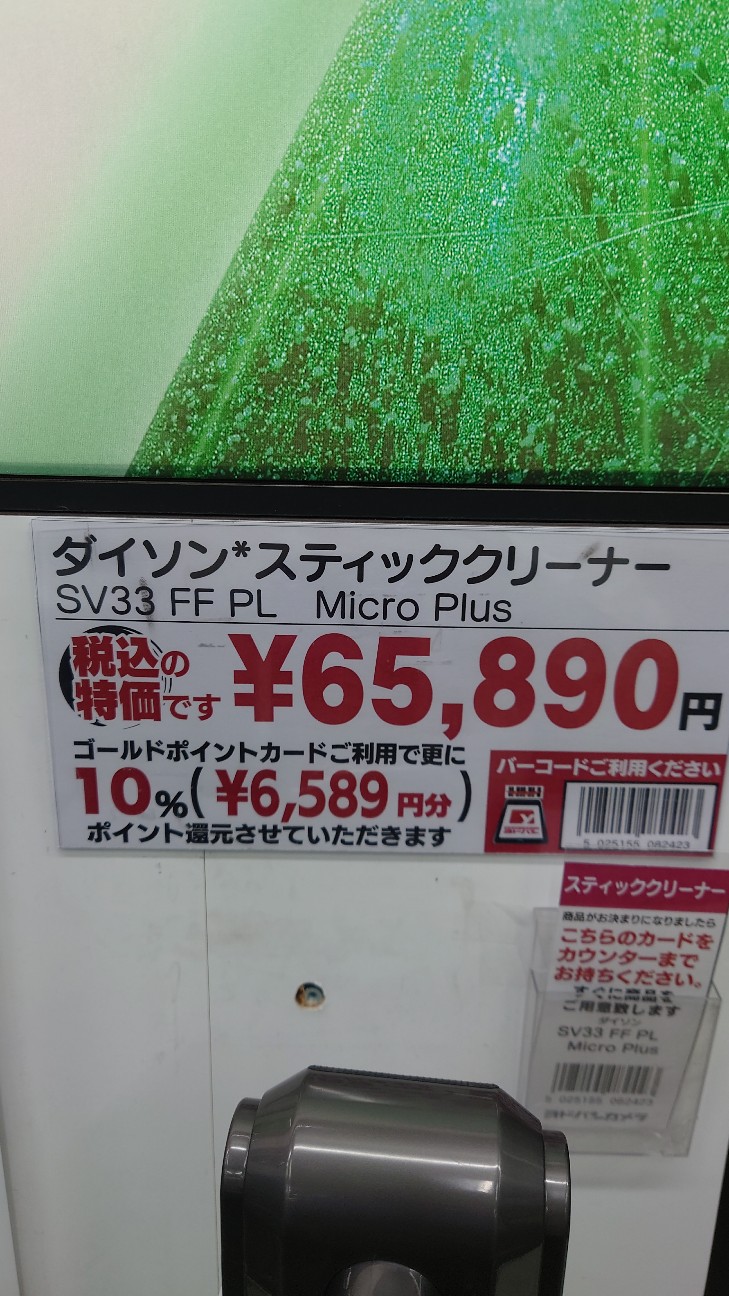 ダイソン*スティッククリーナー
SV33 FF PL Micro Plus
税込の
特価です
¥65,890円
ゴールドポイントカードご利用で更に
10%(¥6,589円分)
ポイント還元させていただきます
バーコードご利用ください
5 025155 082423
スティッククリーナー
商品がお決まりになりましたら
こちらのカードを
カウンターまで
お持ちください。
ご用意致します
ダイソン
SV33 FF PL
Micro Plus
5 025155 082423